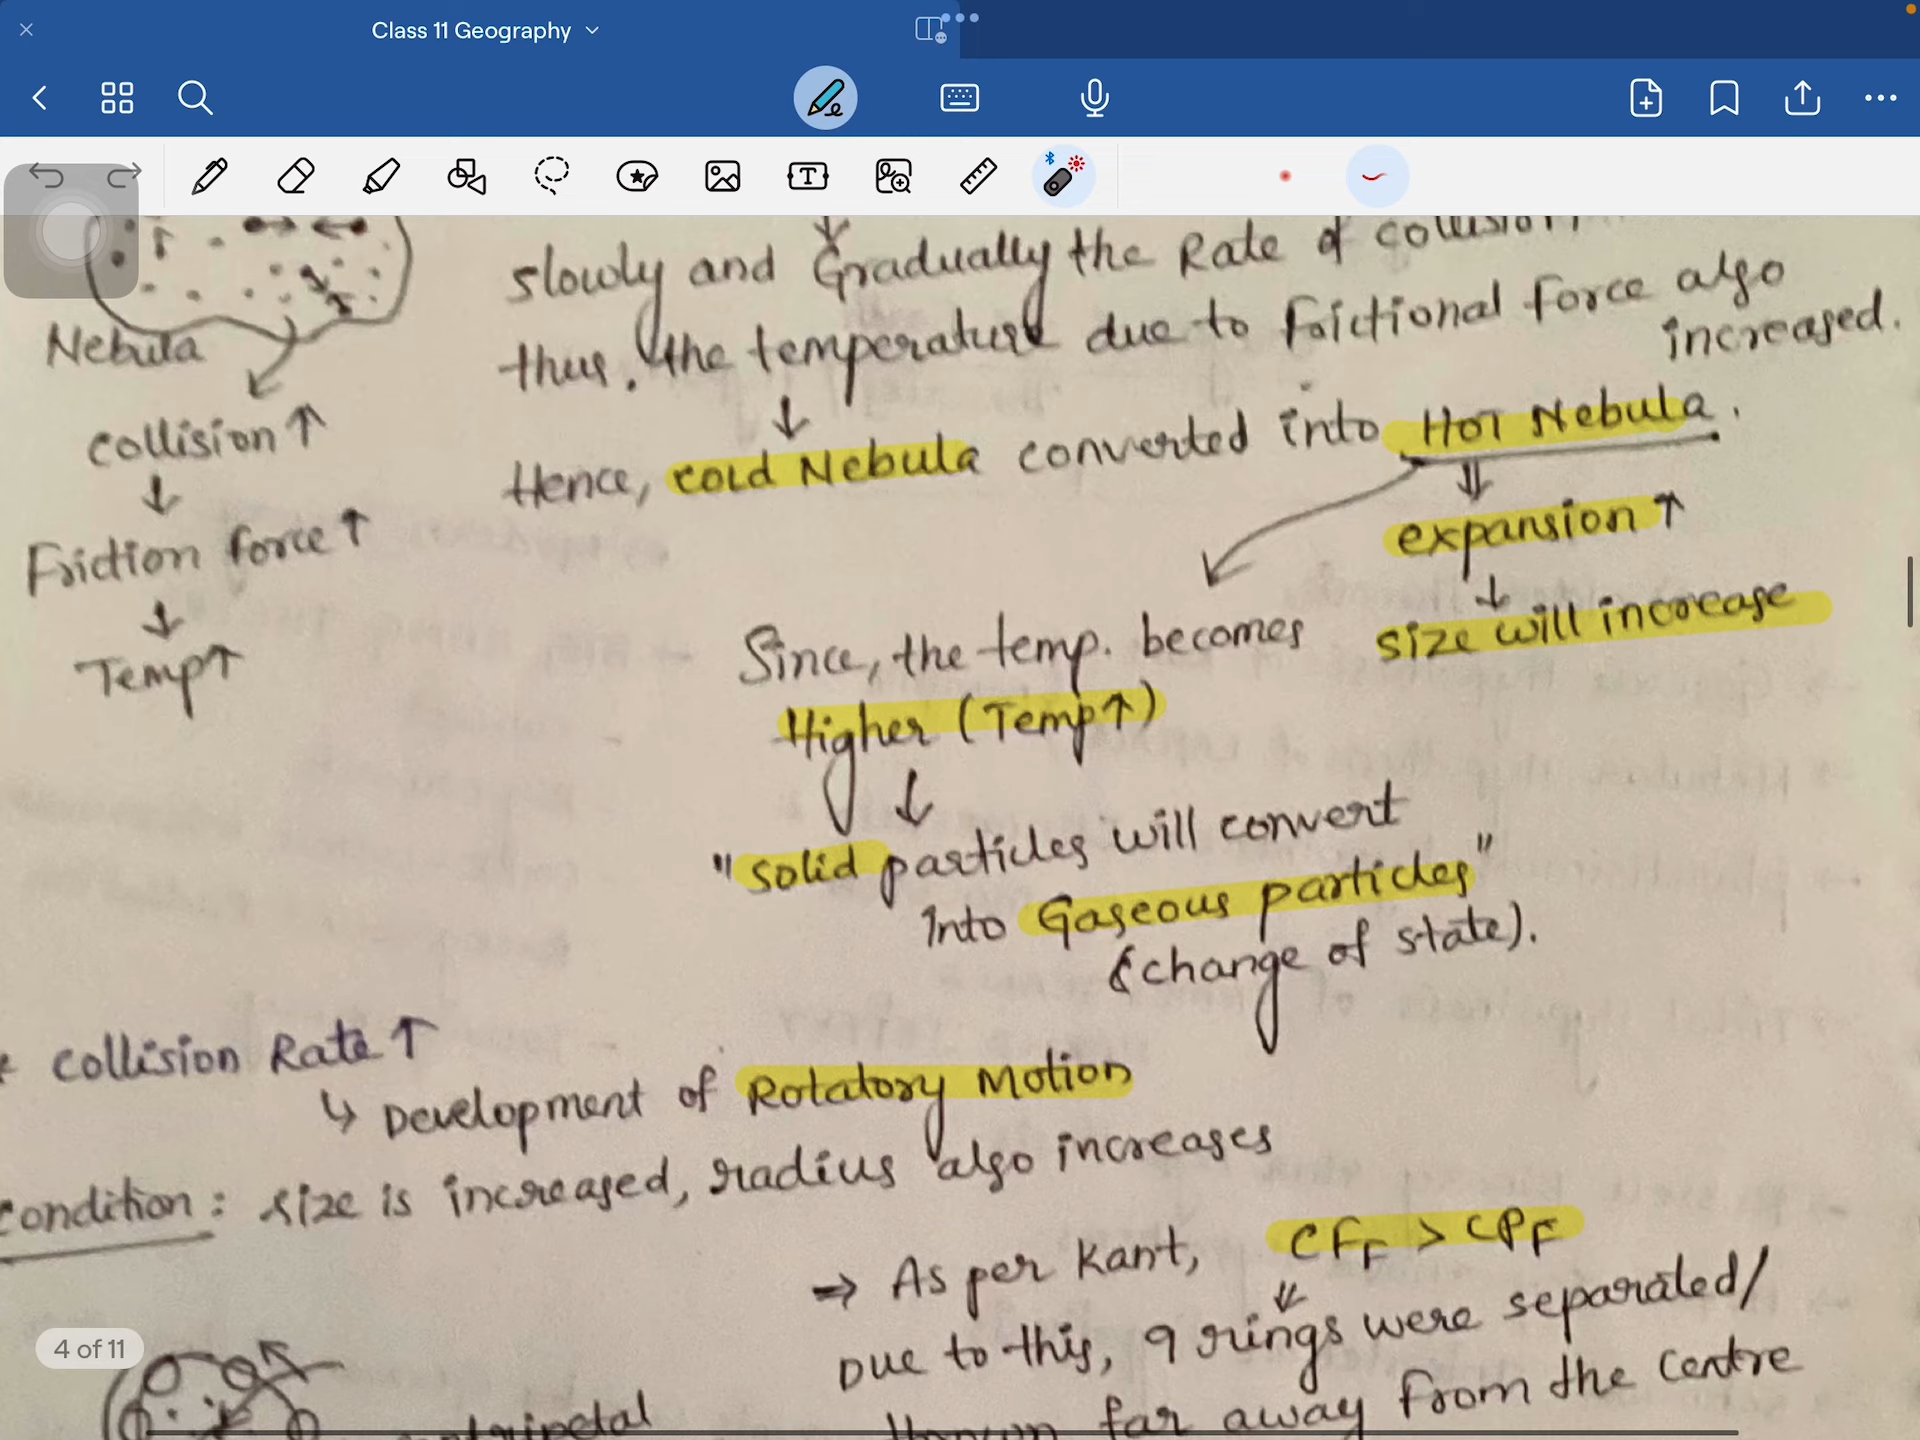 Class 11 Geography
slowly and Gradually the Rate of collision
thus, the temperature due to frictional force also
increased.
Nebula
collision ↑
↓
Friction force ↑
↓
Temp ↑
↓
Hence, cold Nebula converted into HOT Nebula.
⇓
expansion ↑
↓
size will increase
Since, the temp. becomes
Higher (Temp ↑)
↓
"solid particles will convert
into Gaseous particles"
(change of state).
* Collision Rate ↑
↳ Development of Rotatory Motion
condition: size is increased, radius also increases
⇒ As per Kant, CFF > CPF
⇓
Due to this, 9 rings were separated/
thrown far away from the centre
4 of 11